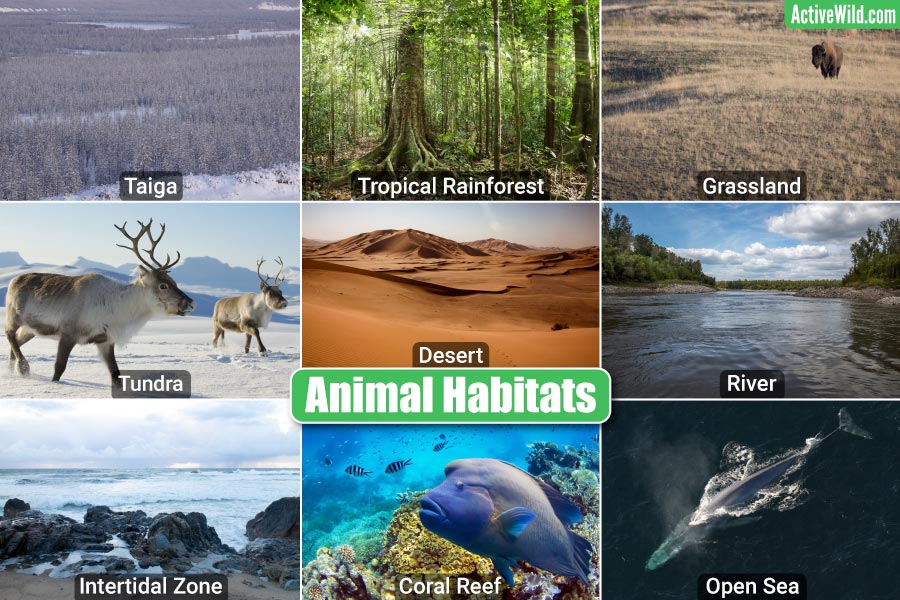 ActiveWild.com
Taiga
Tropical Rainforest
Grassland
Tundra
Desert
River
Animal Habitats
Intertidal Zone
Coral Reef
Open Sea